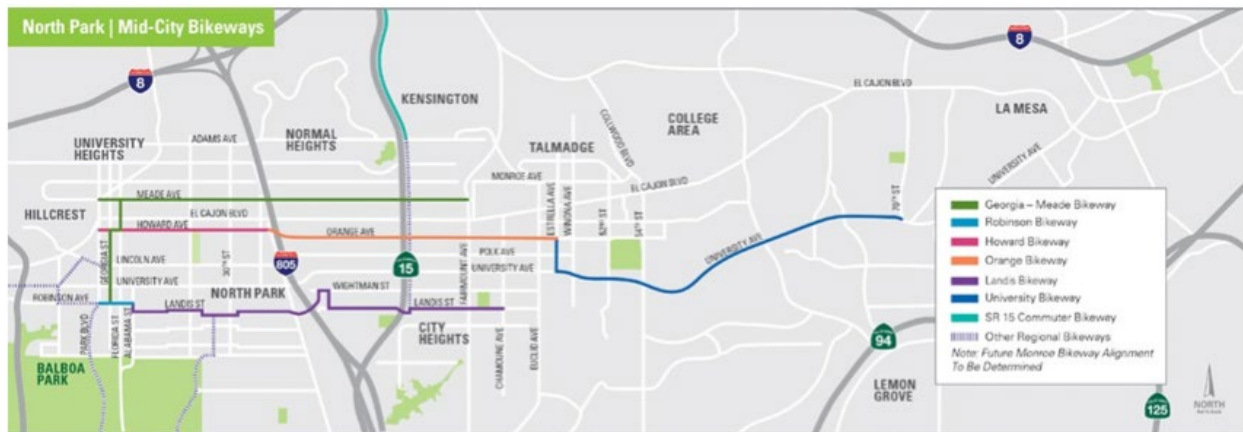 North Park | Mid-City Bikeways
8
8
KENSINGTON
EL CAJON BLVD
LA MESA
COLLEGE
AREA
COLLWOOD BLVD
UNIVERSITY
HEIGHTS
ADAMS AVE
NORMAL
HEIGHTS
TALMADGE
MONROE AVE
EL CAJON BLVD
UNIVERSITY AVE
MEADE AVE
HILLCREST
EL CAJON BLVD
HOWARD AVE
ORANGE AVE
ESTRELLA AVE
WINONA AVE
52ND ST
54TH ST
70TH ST
GEORGIA ST
LINCOLN AVE
30TH ST
805
15
FAIRMOUNT AVE
POLK AVE
UNIVERSITY AVE
UNIVERSITY AVE
UNIVERSITY AVE
ROBINSON AVE
LANDIS ST
NORTH PARK
WIGHTMAN ST
LANDIS ST
PARK BLVD
FLORIDA ST
ALABAMA ST
CITY
HEIGHTS
CHAMOUNE AVE
EUCLID AVE
BALBOA
PARK
94
LEMON
GROVE
125
Georgia – Meade Bikeway
Robinson Bikeway
Howard Bikeway
Orange Bikeway
Landis Bikeway
University Bikeway
SR 15 Commuter Bikeway
Other Regional Bikeways
Note: Future Monroe Bikeway Alignment
To Be Determined
NORTH